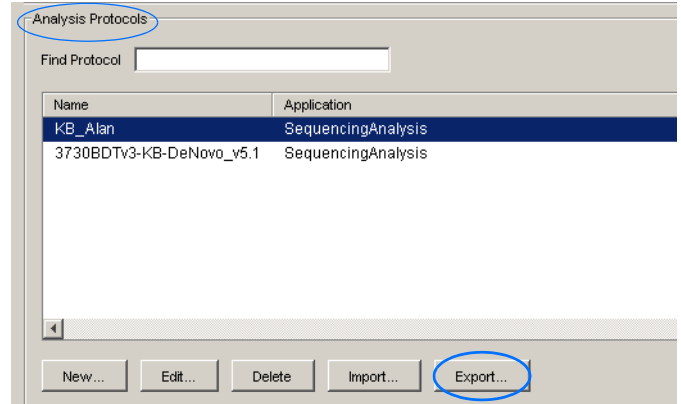 Analysis Protocols
Find Protocol
Name Application
KB_Alan SequencingAnalysis
3730BDTv3-KB-DeNovo_v5.1 SequencingAnalysis
New... Edit... Delete Import... Export...